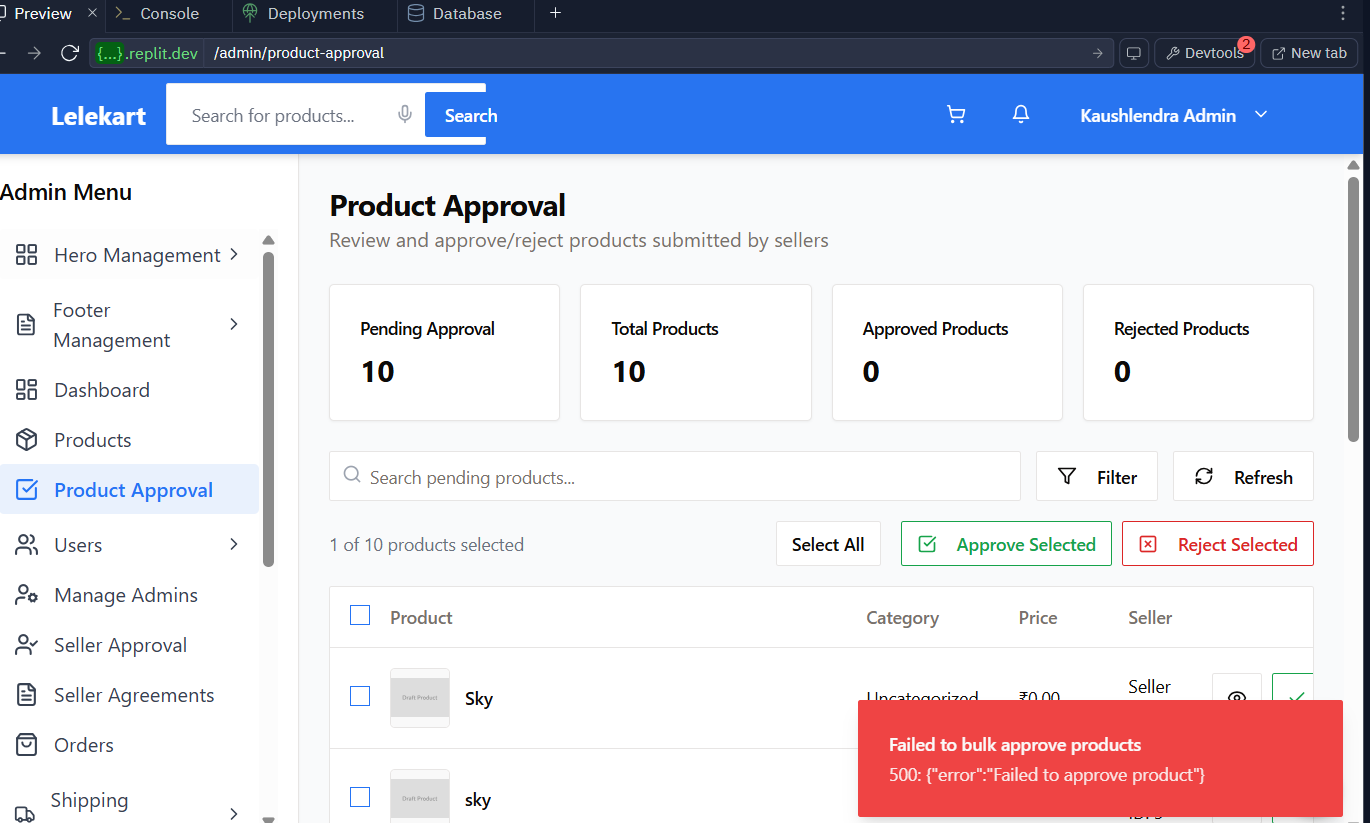 Preview
Console
Deployments
Database
{...}.replit.dev
/admin/product-approval
Devtools
2
New tab
Lelekart
Search for products...
Search
Kaushlendra Admin
Admin Menu
Hero Management
Footer
Management
Dashboard
Products
Product Approval
Users
Manage Admins
Seller Approval
Seller Agreements
Orders
Shipping
Product Approval
Review and approve/reject products submitted by sellers
Pending Approval
10
Total Products
10
Approved Products
0
Rejected Products
0
Search pending products...
Filter
Refresh
1 of 10 products selected
Select All
Approve Selected
Reject Selected
Product
Category
Price
Seller
Draft Product
Sky
Uncategorized
₹0.00
Seller
Draft Product
sky
Failed to bulk approve products
500: {"error":"Failed to approve product"}